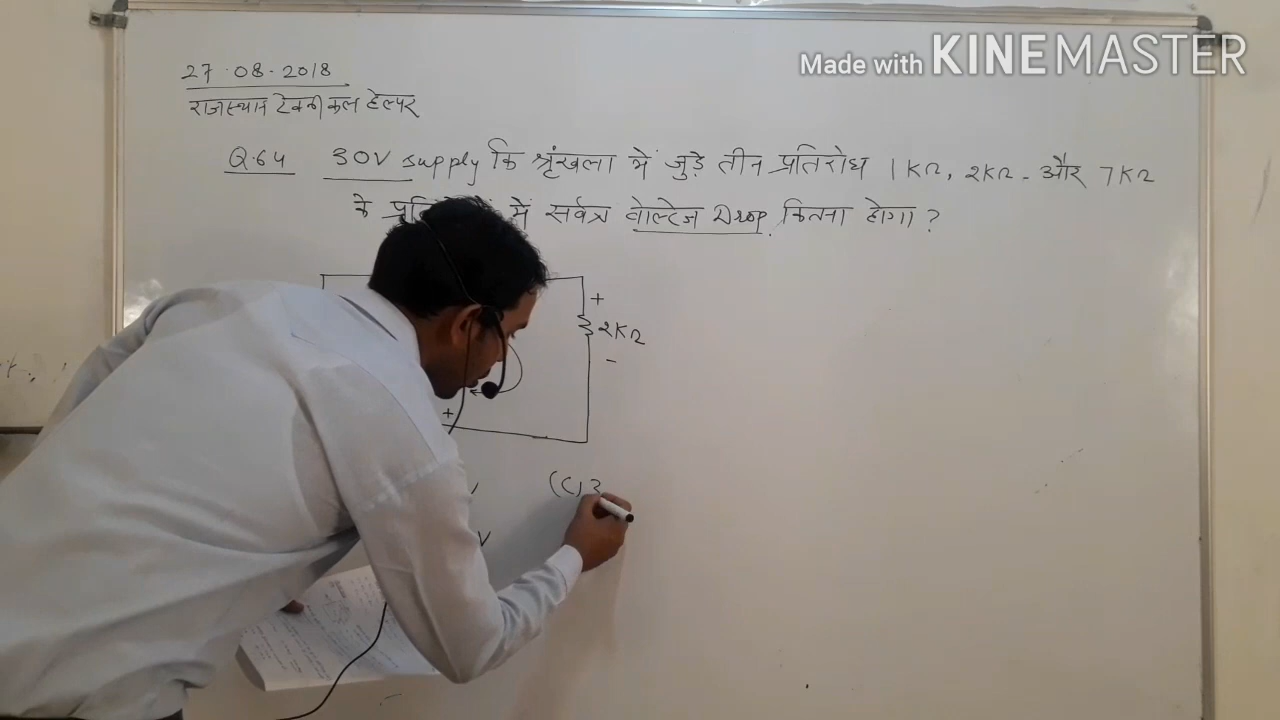 Made with KINEMASTER
27.08.2018
राजस्थान टेक्नीकल हेल्पर
Q.64 30V supply कि श्रृंखला में जुड़े तीन प्रतिरोध 1KΩ, 2KΩ. और 7KΩ
के में सर्वत्र वोल्टेज Drop. कितना होगा ?
+
2KΩ
-
+
(C)
V